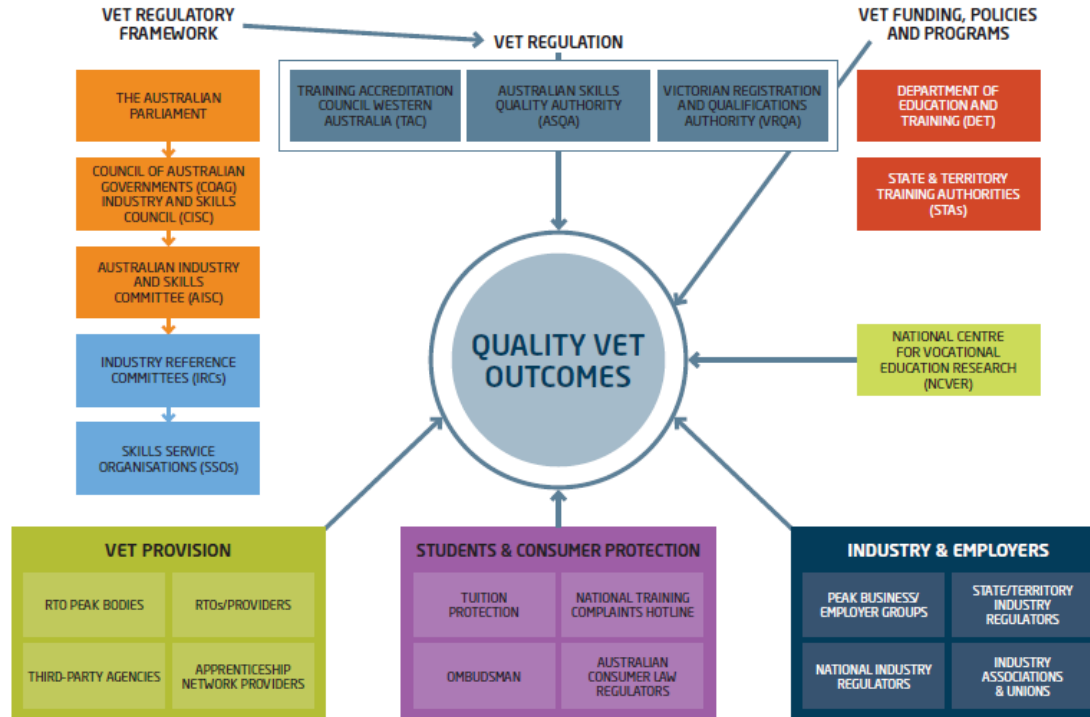 VET REGULATORY
FRAMEWORK
VET REGULATION
VET FUNDING, POLICIES
AND PROGRAMS
THE AUSTRALIAN
PARLIAMENT
COUNCIL OF AUSTRALIAN
GOVERNMENTS (COAG)
INDUSTRY AND SKILLS
COUNCIL (CISC)
AUSTRALIAN INDUSTRY
AND SKILLS
COMMITTEE (AISC)
INDUSTRY REFERENCE
COMMITTEES (IRCs)
SKILLS SERVICE
ORGANISATIONS (SSOs)
TRAINING ACCREDITATION
COUNCIL WESTERN
AUSTRALIA (TAC)
AUSTRALIAN SKILLS
QUALITY AUTHORITY
(ASQA)
VICTORIAN REGISTRATION
AND QUALIFICATIONS
AUTHORITY (VRQA)
DEPARTMENT OF
EDUCATION AND
TRAINING (DET)
STATE & TERRITORY
TRAINING AUTHORITIES
(STAs)
QUALITY VET
OUTCOMES
NATIONAL CENTRE
FOR VOCATIONAL
EDUCATION RESEARCH
(NCVER)
VET PROVISION
RTO PEAK BODIES
RTOs/PROVIDERS
THIRD-PARTY AGENCIES
APPRENTICESHIP
NETWORK PROVIDERS
STUDENTS & CONSUMER PROTECTION
TUITION
PROTECTION
NATIONAL TRAINING
COMPLAINTS HOTLINE
OMBUDSMAN
AUSTRALIAN
CONSUMER LAW
REGULATORS
INDUSTRY & EMPLOYERS
PEAK BUSINESS/
EMPLOYER GROUPS
STATE/TERRITORY
INDUSTRY
REGULATORS
NATIONAL INDUSTRY
REGULATORS
INDUSTRY
ASSOCIATIONS
& UNIONS